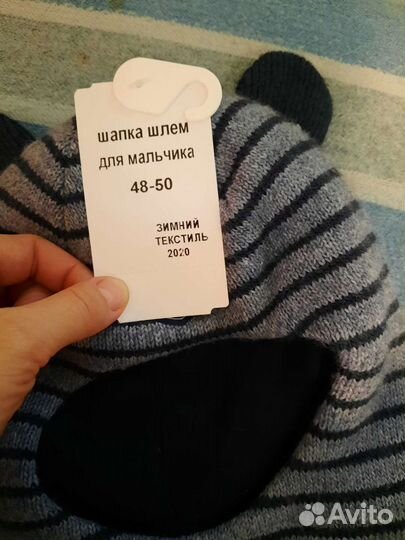 шапка шлем
для мальчика
48-50
зимний
текстиль
2020
Avito